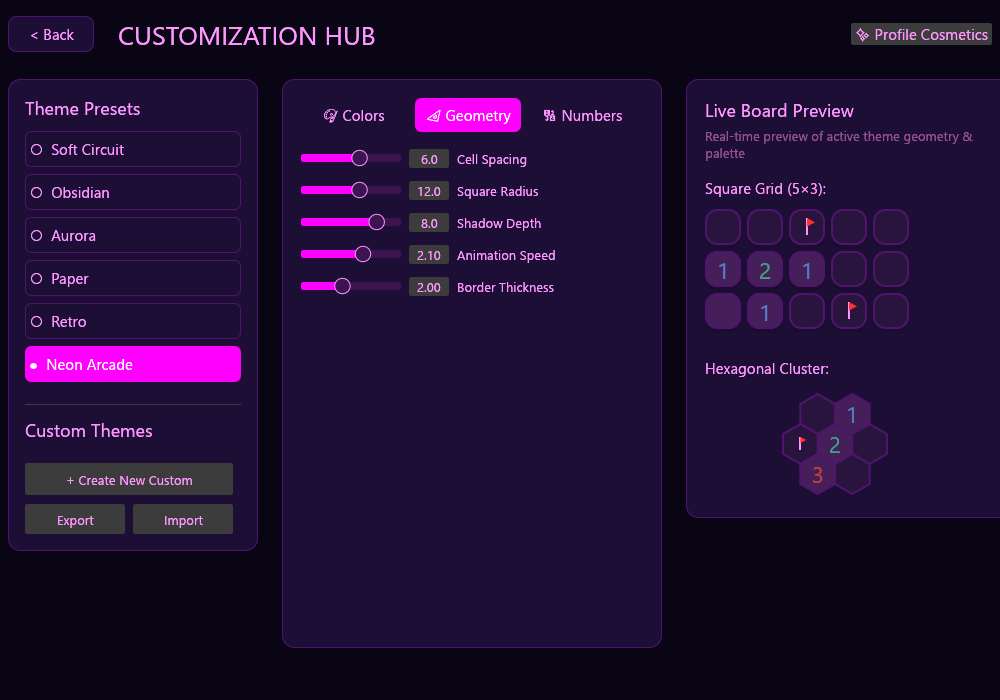 < Back
CUSTOMIZATION HUB
Profile Cosmetics
Theme Presets
Soft Circuit
Obsidian
Aurora
Paper
Retro
Neon Arcade
Custom Themes
+ Create New Custom
Export
Import
Colors
Geometry
Numbers
6.0 Cell Spacing
12.0 Square Radius
8.0 Shadow Depth
2.10 Animation Speed
2.00 Border Thickness
Live Board Preview
Real-time preview of active theme geometry &
palette
Square Grid (5×3):
1 2 1
1
Hexagonal Cluster:
1
2
3